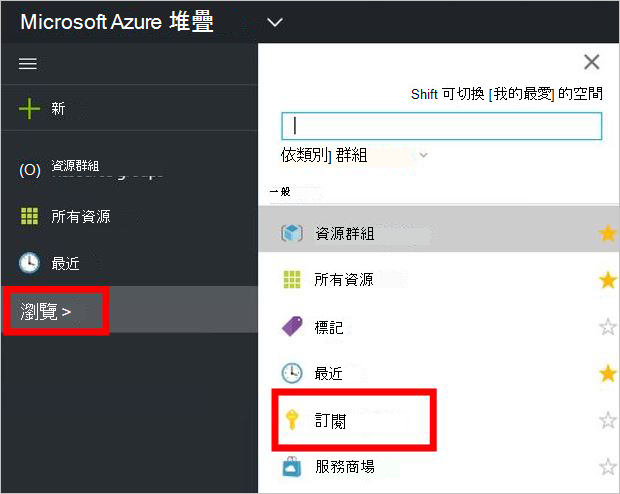 Microsoft Azure 堆疊
Shift 可切換 [我的最愛] 的空間
新
依類別] 群組
資源群組
一般
所有資源
最近
瀏覽 >
資源群組
所有資源
標記
最近
訂閱
服務商場